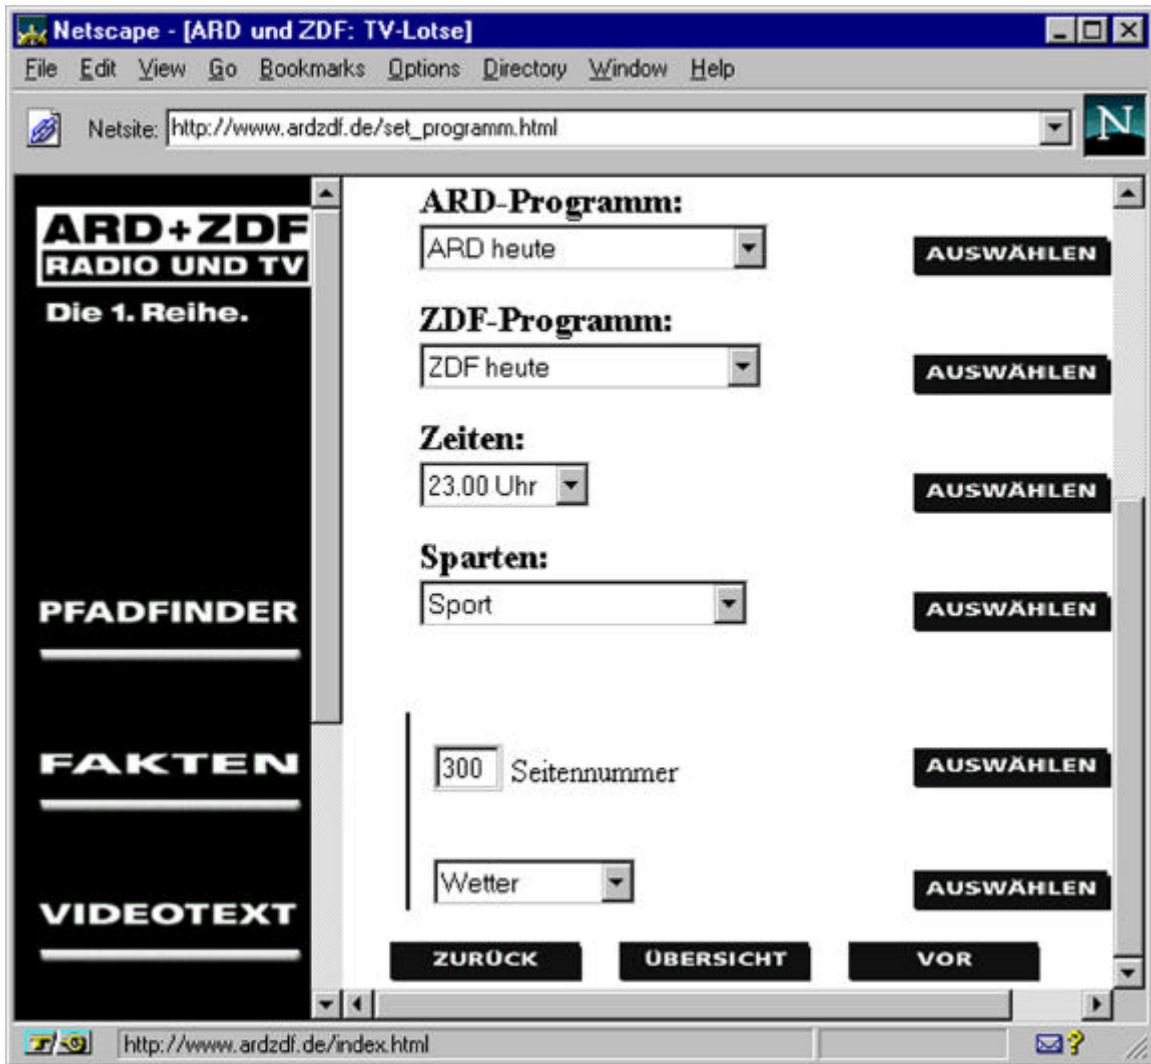 Netscape - [ARD und ZDF: TV-Lotse]
File Edit View Go Bookmarks Options Directory Window Help
Netsite: http://www.ardzdf.de/set_programm.html
N
ARD+ZDF
RADIO UND TV
Die 1. Reihe.
PFADFINDER
FAKTEN
VIDEOTEXT
ARD-Programm:
ARD heute
AUSWÄHLEN
ZDF-Programm:
ZDF heute
AUSWÄHLEN
Zeiten:
23.00 Uhr
AUSWÄHLEN
Sparten:
Sport
AUSWÄHLEN
300 Seitennummer
AUSWÄHLEN
Wetter
AUSWÄHLEN
ZURÜCK ÜBERSICHT VOR
http://www.ardzdf.de/index.html